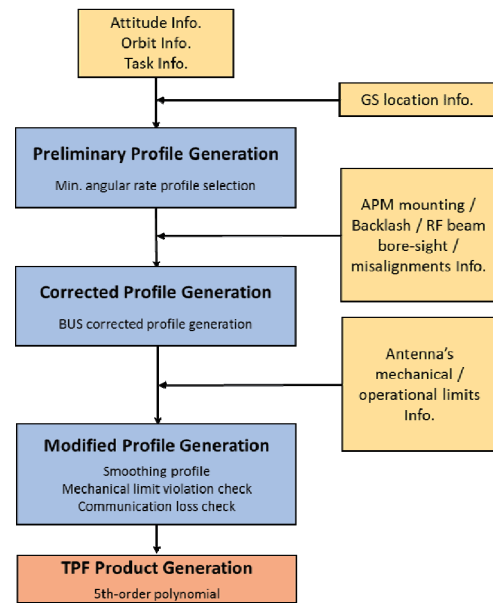 Attitude Info.
Orbit Info.
Task Info.
GS location Info.
Preliminary Profile Generation
Min. angular rate profile selection
APM mounting /
Backlash / RF beam
bore-sight /
misalignments Info.
Corrected Profile Generation
BUS corrected profile generation
Antenna's
mechanical /
operational limits
Info.
Modified Profile Generation
Smoothing profile
Mechanical limit violation check
Communication loss check
TPF Product Generation
5th-order polynomial